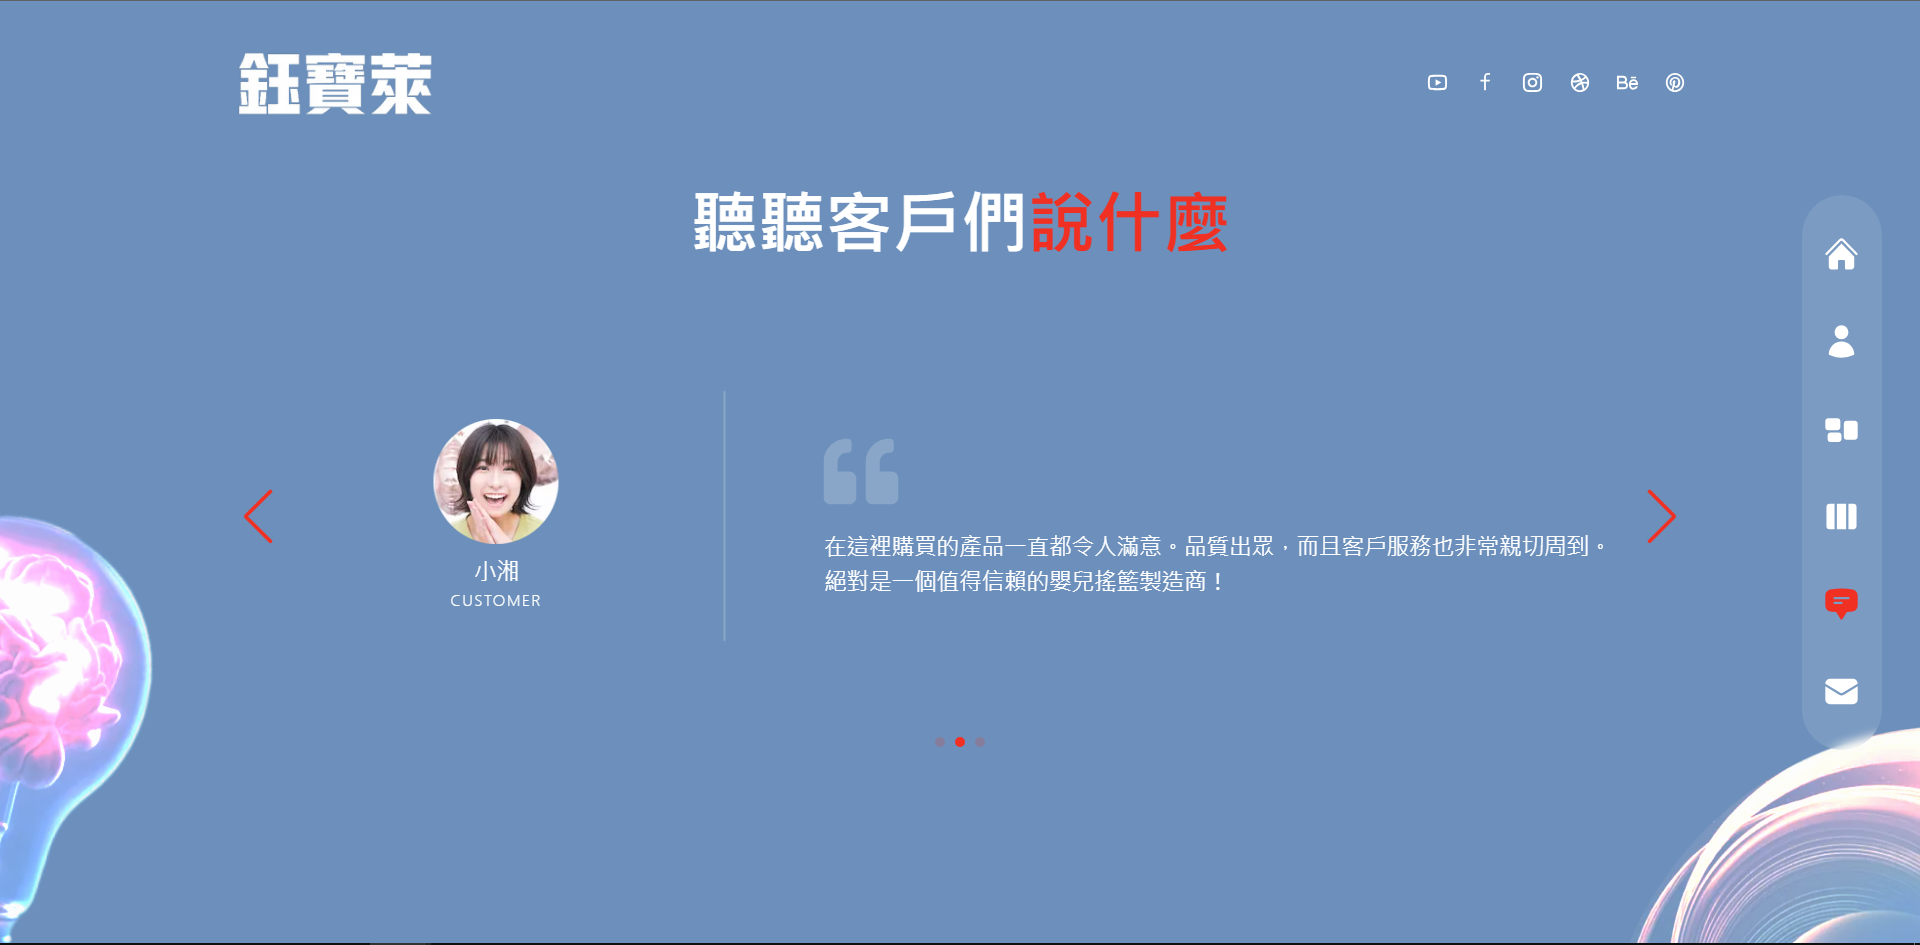 鈺寶萊
聽聽客戶們說什麼
小湘
CUSTOMER
在這裡購買的產品一直都令人滿意。品質出眾，而且客戶服務也非常親切周到。
絕對是一個值得信賴的嬰兒搖籃製造商！